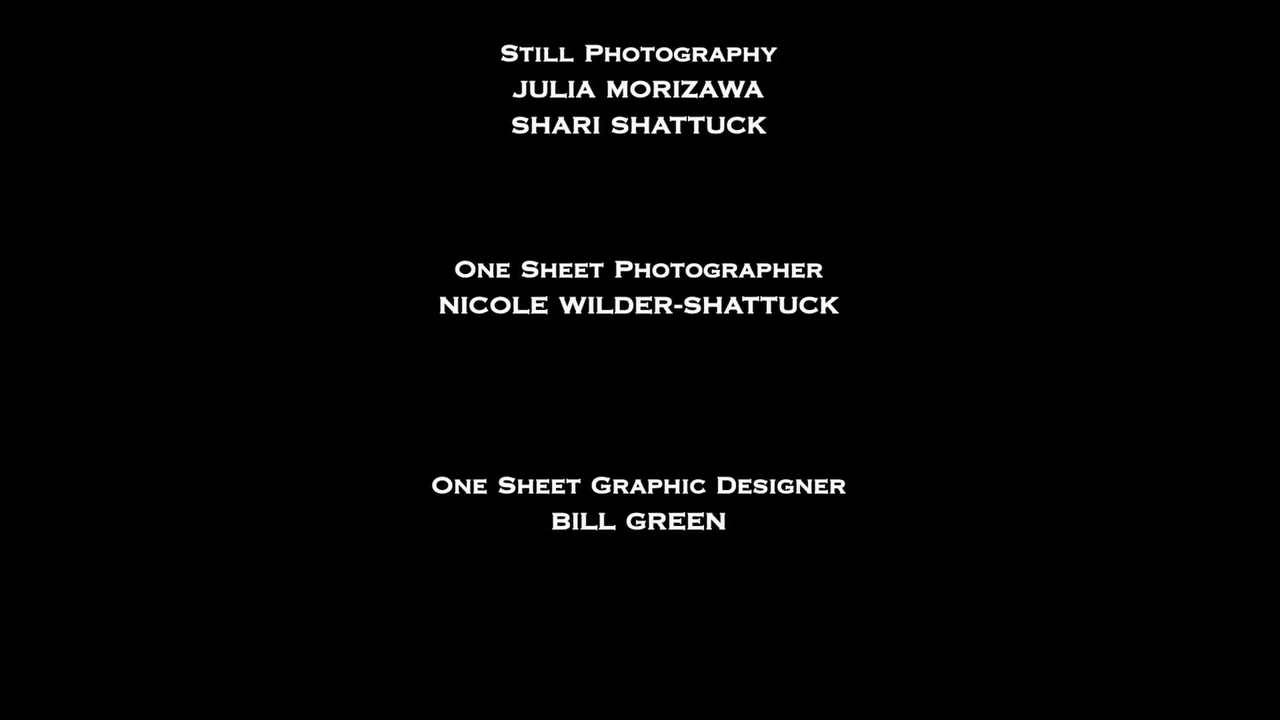 Still Photography
JULIA MORIZAWA
SHARI SHATTUCK
One Sheet Photographer
NICOLE WILDER-SHATTUCK
One Sheet Graphic Designer
BILL GREEN